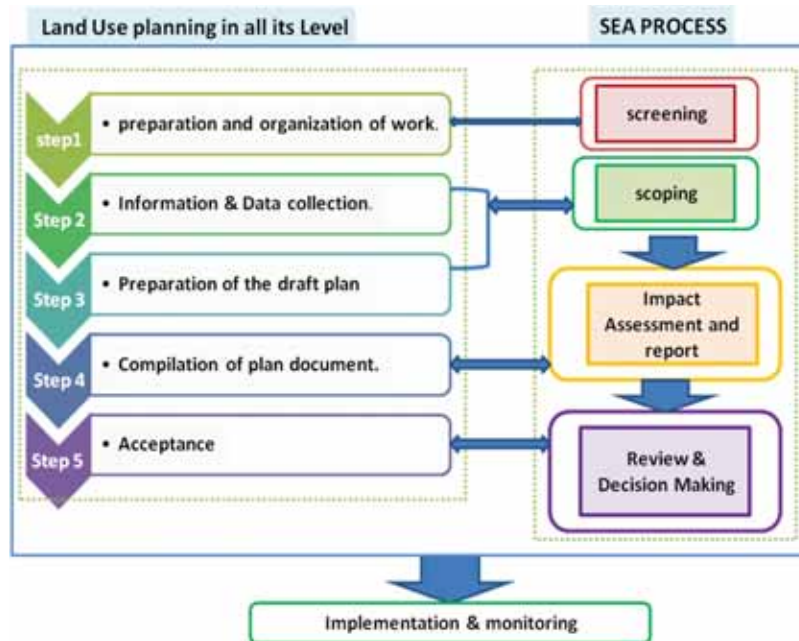 Land Use planning in all its Level
SEA PROCESS
step1
• preparation and organization of work.
screening
Step 2
• Information & Data collection.
scoping
Step 3
• Preparation of the draft plan
Impact
Assessment and
report
Step 4
• Compilation of plan document.
Step 5
• Acceptance
Review &
Decision Making
Implementation & monitoring